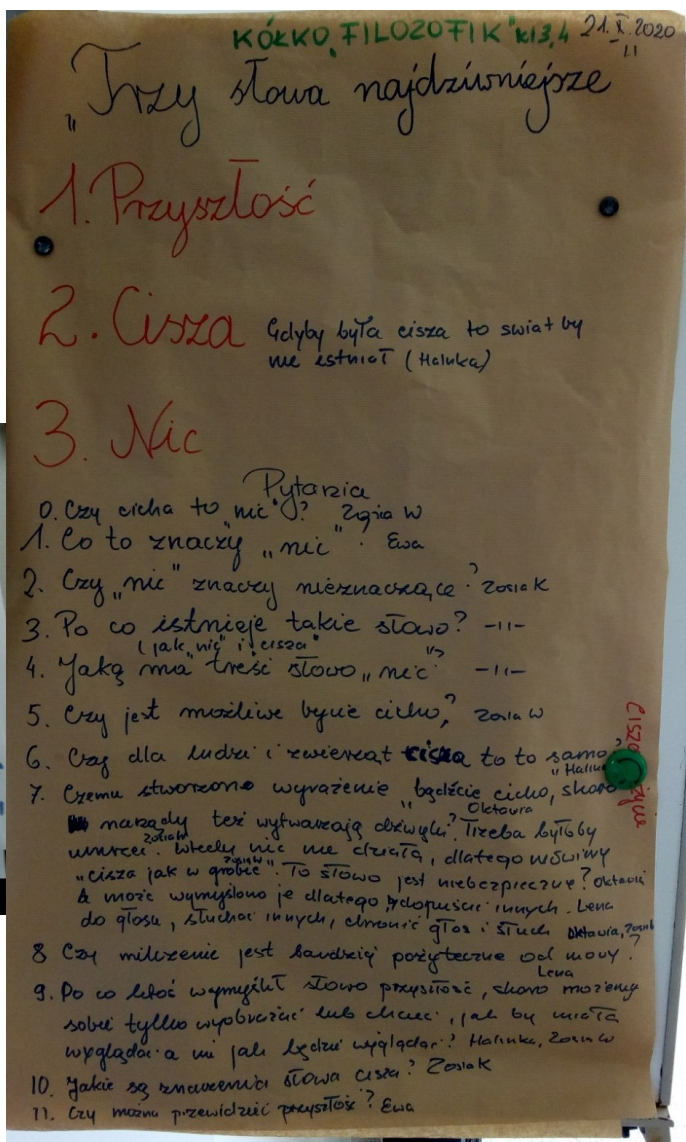 KÓŁKO „FILOZOFIK" kl 3,4 21.X.2020
„Trzy słowa najdziwniejsze
1. Przyszłość
2. Cisza Gdyby była cisza to swiat by
nie istniał (Halinka)
3. Nic
Pytania
0. Czy cicha to „nic"? Zosia W
1. Co to znaczy „nic"? Ewa
2. Czy „nic" znaczy nieznaczące? Zosia K
3. Po co istnieje takie słowo? -11-
(jak „nic" i „cisza"
4. Jaką ma treść słowo „nic"? -11-
5. Czy jest możliwe bycie cicho? Zosia W
6. Czy dla ludzi i zwierząt cisza to to samo?
Halinka
7. Czemu stworzono wyrażenie „bądźcie cicho, skoro
Oktawia
narządy też wytwarzają dźwięki? Trzeba byłoby
Zosia W
umrzeć. Wtedy nic nie działa, dlatego mówimy
Zosia W
„cisza jak w grobie". To słowo jest niebezpieczne? Oktawia
A może wymyślono je dlatego, by dopuścić innych. Lena
do głosu, słuchać innych, chronić głos i słuch Oktawia, Zosia
8 Czy milczenie jest bardziej pożyteczne od mowy?
Lena
9. Po co ktoś wymyślił słowo przyszłość, skoro możemy
sobie tylko wyobrażać lub chcieć, jak by miała
wyglądać a nie jak będzie wyglądać? Halinka, Zosia W
10. Jakie są znaczenia słowa cisza? Zosia K
11. Czy można przewidzieć przyszłość? Ewa
życie